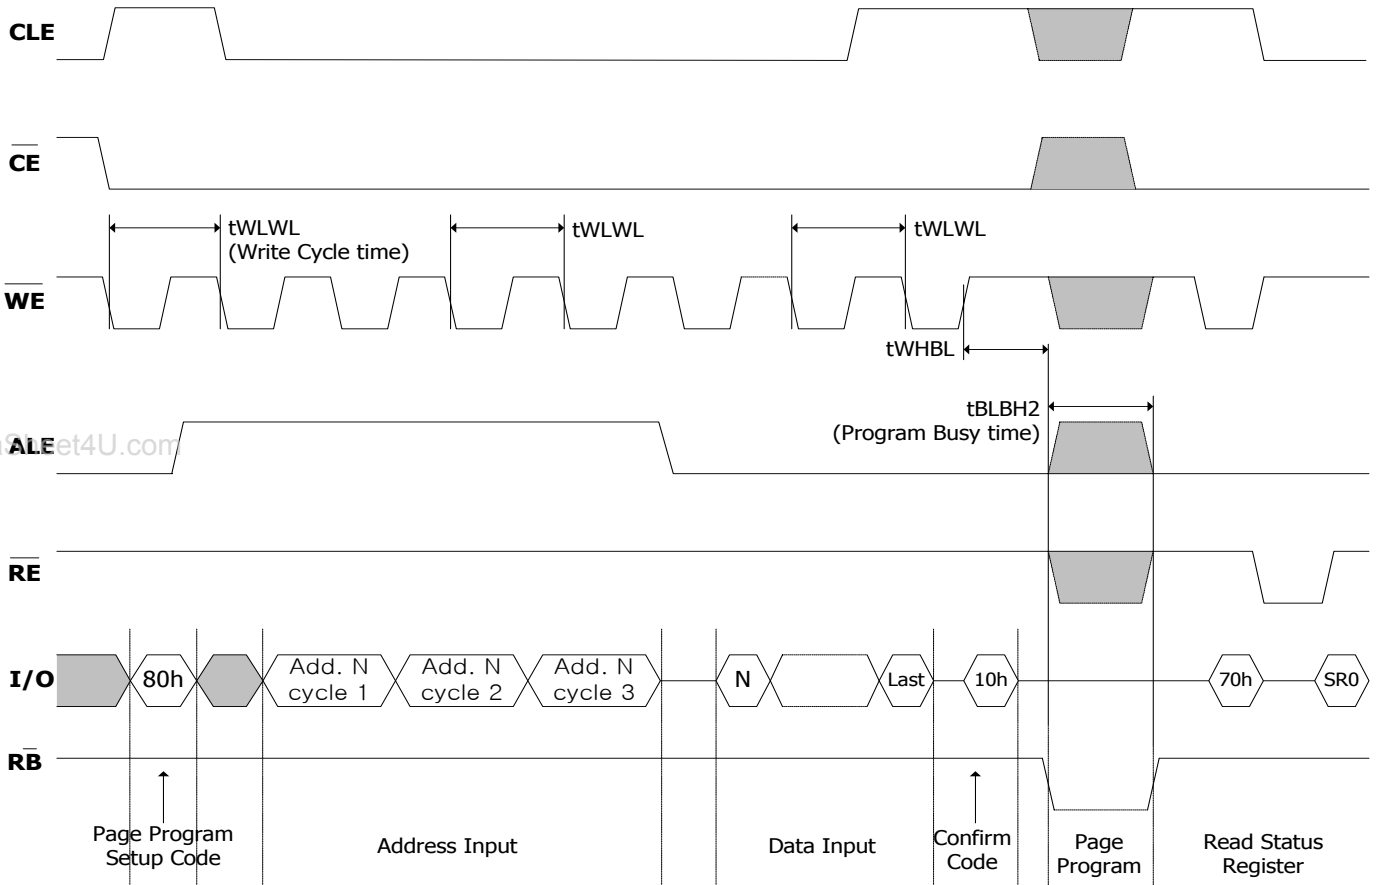 CLE
CE
tWLWL
(Write Cycle time)
tWLWL
tWLWL
WE
tWHBL
tBLBH2
(Program Busy time)
ALE
Sheet4U.com
RE
I/O
80h
Add. N
cycle 1
Add. N
cycle 2
Add. N
cycle 3
N
Last
10h
70h
SR0
RB
Page Program
Setup Code
Address Input
Data Input
Confirm
Code
Page
Program
Read Status
Register